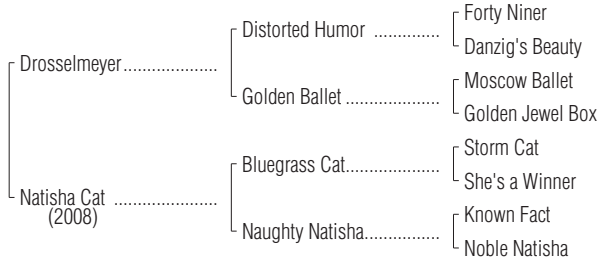 Forty Niner
Distorted Humor ..............
Danzig's Beauty
Drosselmeyer....................
Moscow Ballet
Golden Ballet ....................
Golden Jewel Box
Storm Cat
Bluegrass Cat....................
She's a Winner
Natisha Cat ......................
(2008)
Known Fact
Naughty Natisha................
Noble Natisha